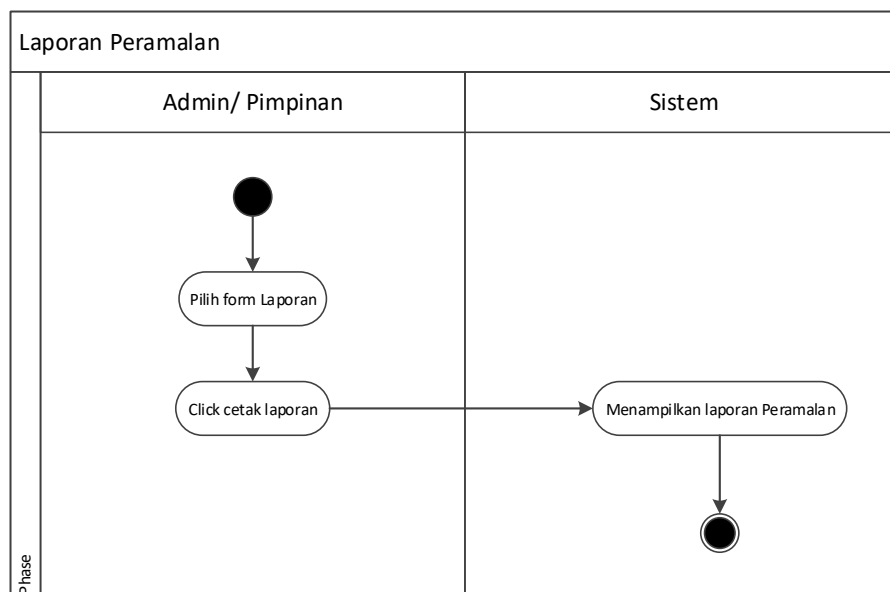 Laporan Peramalan
Admin/ Pimpinan
Sistem
Pilih form Laporan
Click cetak laporan
Menampilkan laporan Peramalan
Phase